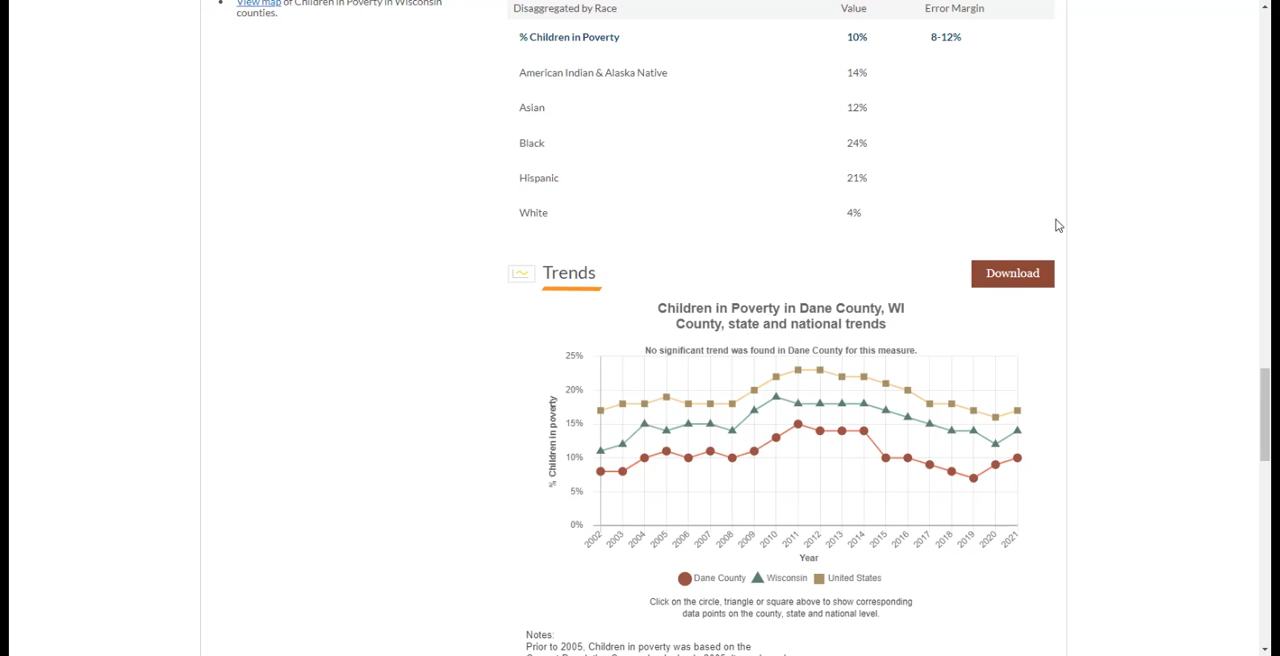 View map of Children in Poverty in Wisconsin
counties.
Disaggregated by Race Value Error Margin
% Children in Poverty 10% 8-12%
American Indian & Alaska Native 14%
Asian 12%
Black 24%
Hispanic 21%
White 4%
Trends
Download
Children in Poverty in Dane County, WI
County, state and national trends
No significant trend was found in Dane County for this measure.
25%
20%
15%
10%
5%
0%
% Children in poverty
2002 2003 2004 2005 2006 2007 2008 2009 2010 2011 2012 2013 2014 2015 2016 2017 2018 2019 2020 2021
Year
Dane County Wisconsin United States
Click on the circle, triangle or square above to show corresponding
data points on the county, state and national level.
Notes:
Prior to 2005, Children in poverty was based on the